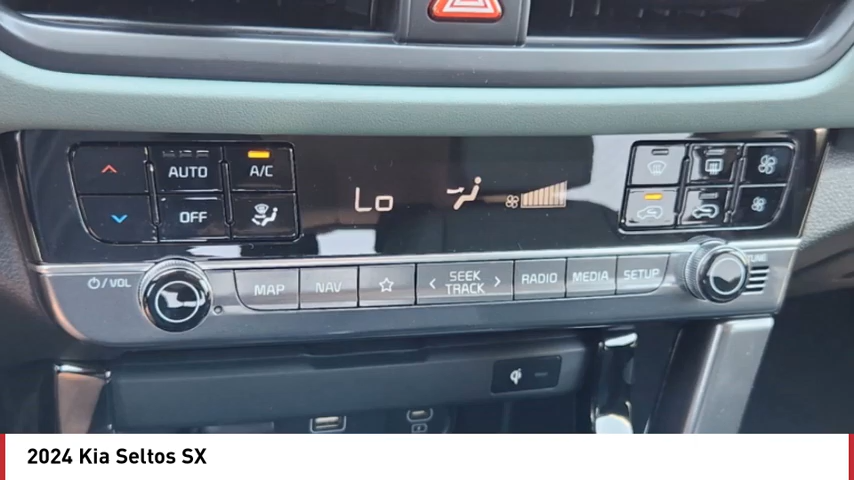 AUTO
A/C
Lo
OFF
⏻/VOL
MAP
NAV
☆
< SEEK >
TRACK
RADIO
MEDIA
SETUP
TUNE
2024 Kia Seltos SX